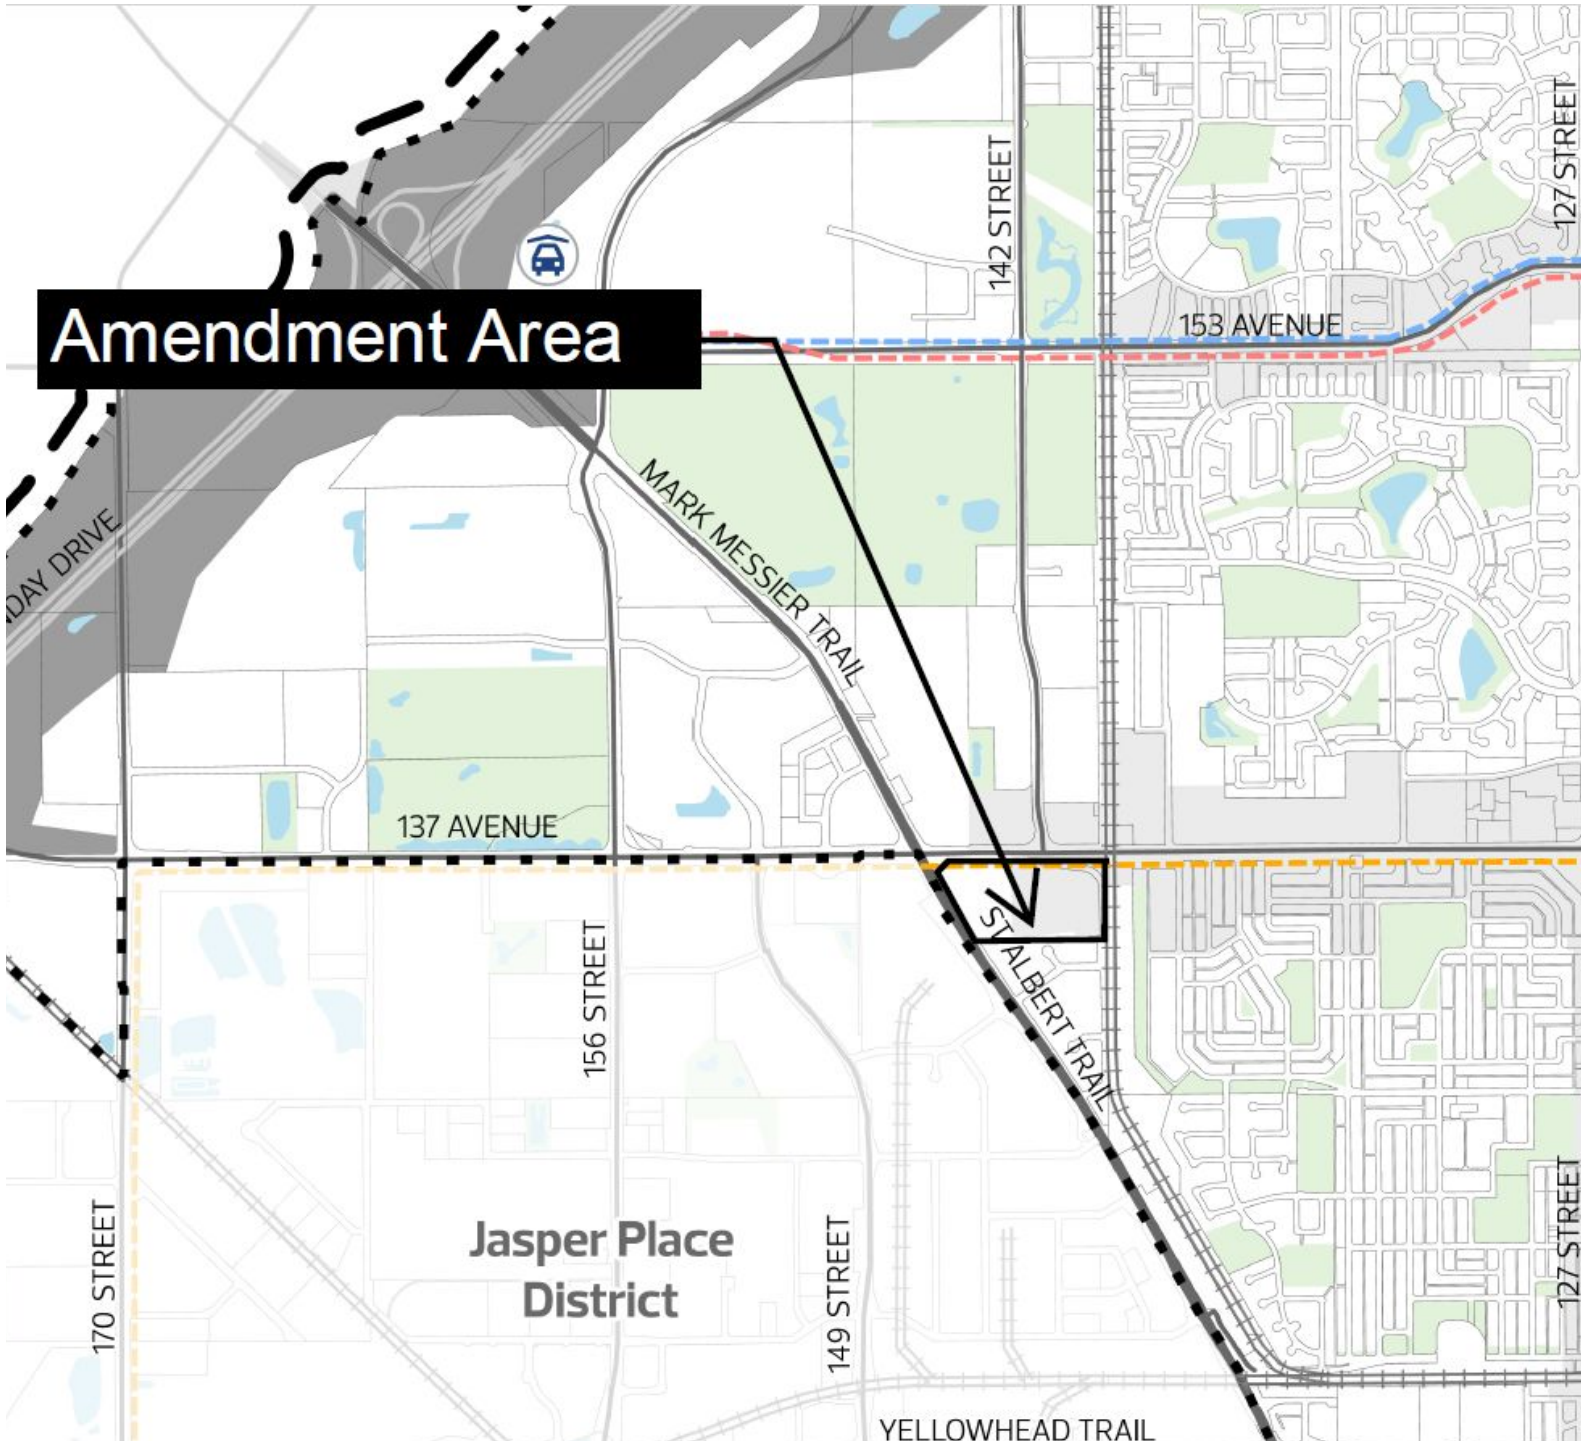 142 STREET
127 STREET
Amendment Area
153 AVENUE
MARK MESSIER TRAIL
DAY DRIVE
137 AVENUE
ST ALBERT TRAIL
156 STREET
Jasper Place
District
170 STREET
149 STREET
127 STREET
YELLOWHEAD TRAIL